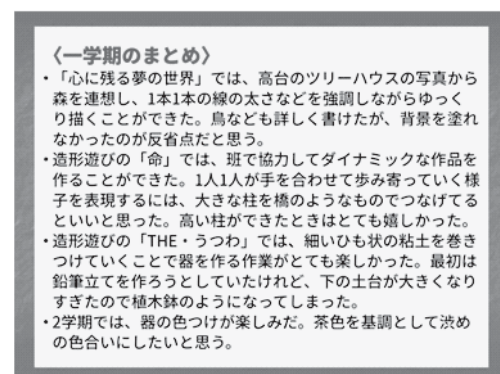 〈一学期のまとめ〉
・「心に残る夢の世界」では、高台のツリーハウスの写真から
森を連想し、1本1本の線の太さなどを強調しながらゆっく
り描くことができた。鳥なども詳しく書けたが、背景を塗れ
なかったのが反省点だと思う。
・造形遊びの「命」では、班で協力してダイナミックな作品を
作ることができた。1人1人が手を合わせて歩み寄っていく様
子を表現するには、大きな柱を橋のようなものでつなげてる
といいと思った。高い柱ができたときはとても嬉しかった。
・造形遊びの「THE・うつわ」では、細いひも状の粘土を巻き
つけていくことで器を作る作業がとても楽しかった。最初は
鉛筆立てを作ろうとしていたけれど、下の土台が大きくなり
すぎたので植木鉢のようになってしまった。
・2学期では、器の色つけが楽しみだ。茶色を基調として渋め
の色合いにしたいと思う。